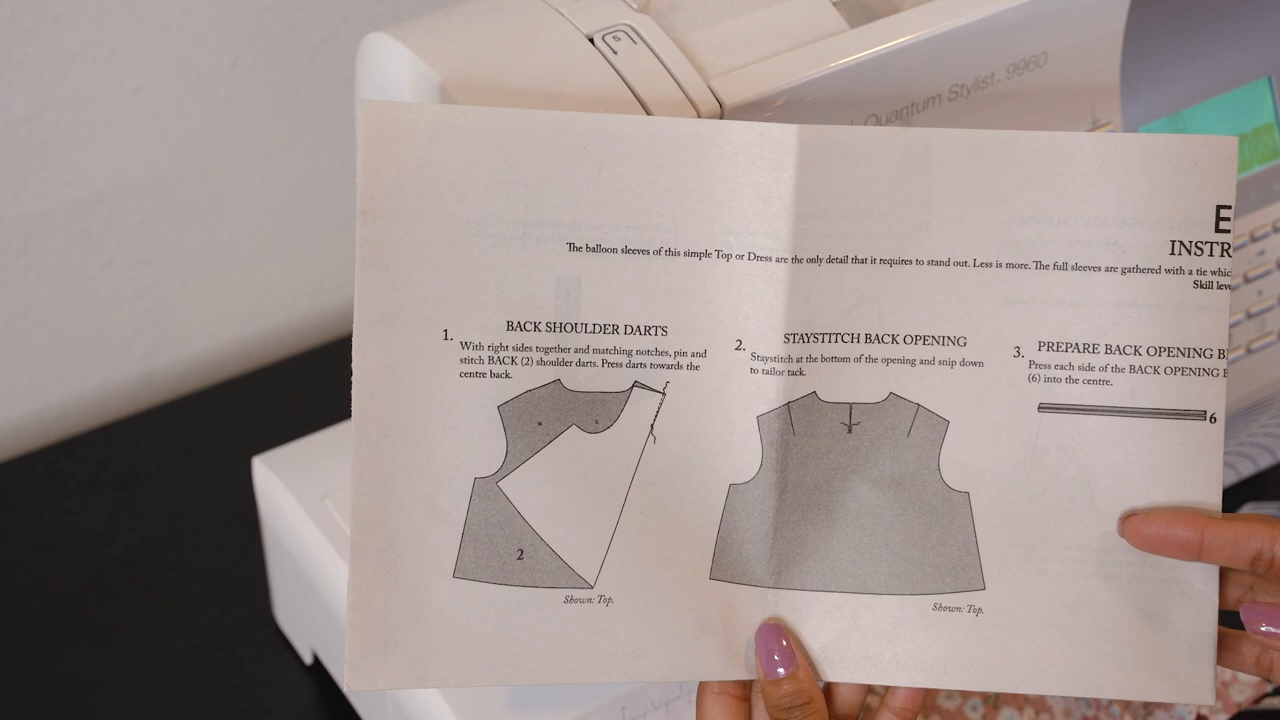 Quantum Stylist. 9960
E
INSTR
The balloon sleeves of this simple Top or Dress are the only detail that it requires to stand out. Less is more. The full sleeves are gathered with a tie whic
Skill leve
1.
BACK SHOULDER DARTS
With right sides together and matching notches, pin and
stitch BACK (2) shoulder darts. Press darts towards the
centre back.
2
Shown: Top.
2.
STAYSTITCH BACK OPENING
Staystitch at the bottom of the opening and snip down
to tailor tack.
Shown: Top.
3.
PREPARE BACK OPENING B
Press each side of the BACK OPENING
(6) into the centre.
6